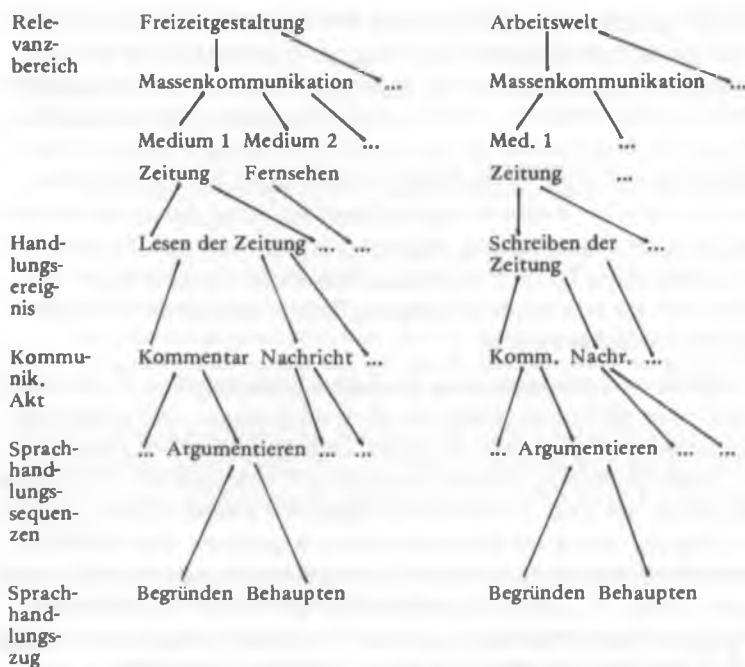 Rele-
vanz-
bereich
Freizeitgestaltung
Arbeitswelt
Massenkommunikation ...
Massenkommunikation ...
Medium 1 Medium 2 ...
Med. 1 ...
Zeitung Fernsehen
Zeitung ...
Hand-
lungs-
ereig-
nis
Lesen der Zeitung ... ...
Schreiben der ...
Zeitung
Kommu-
nik.
Akt
Kommentar Nachricht ...
Komm. Nachr. ...
Sprach-
hand-
lungs-
sequen-
zen
... Argumentieren ... ...
... Argumentieren ... ...
Sprach-
hand-
lungs-
zug
Begründen Behaupten
Begründen Behaupten